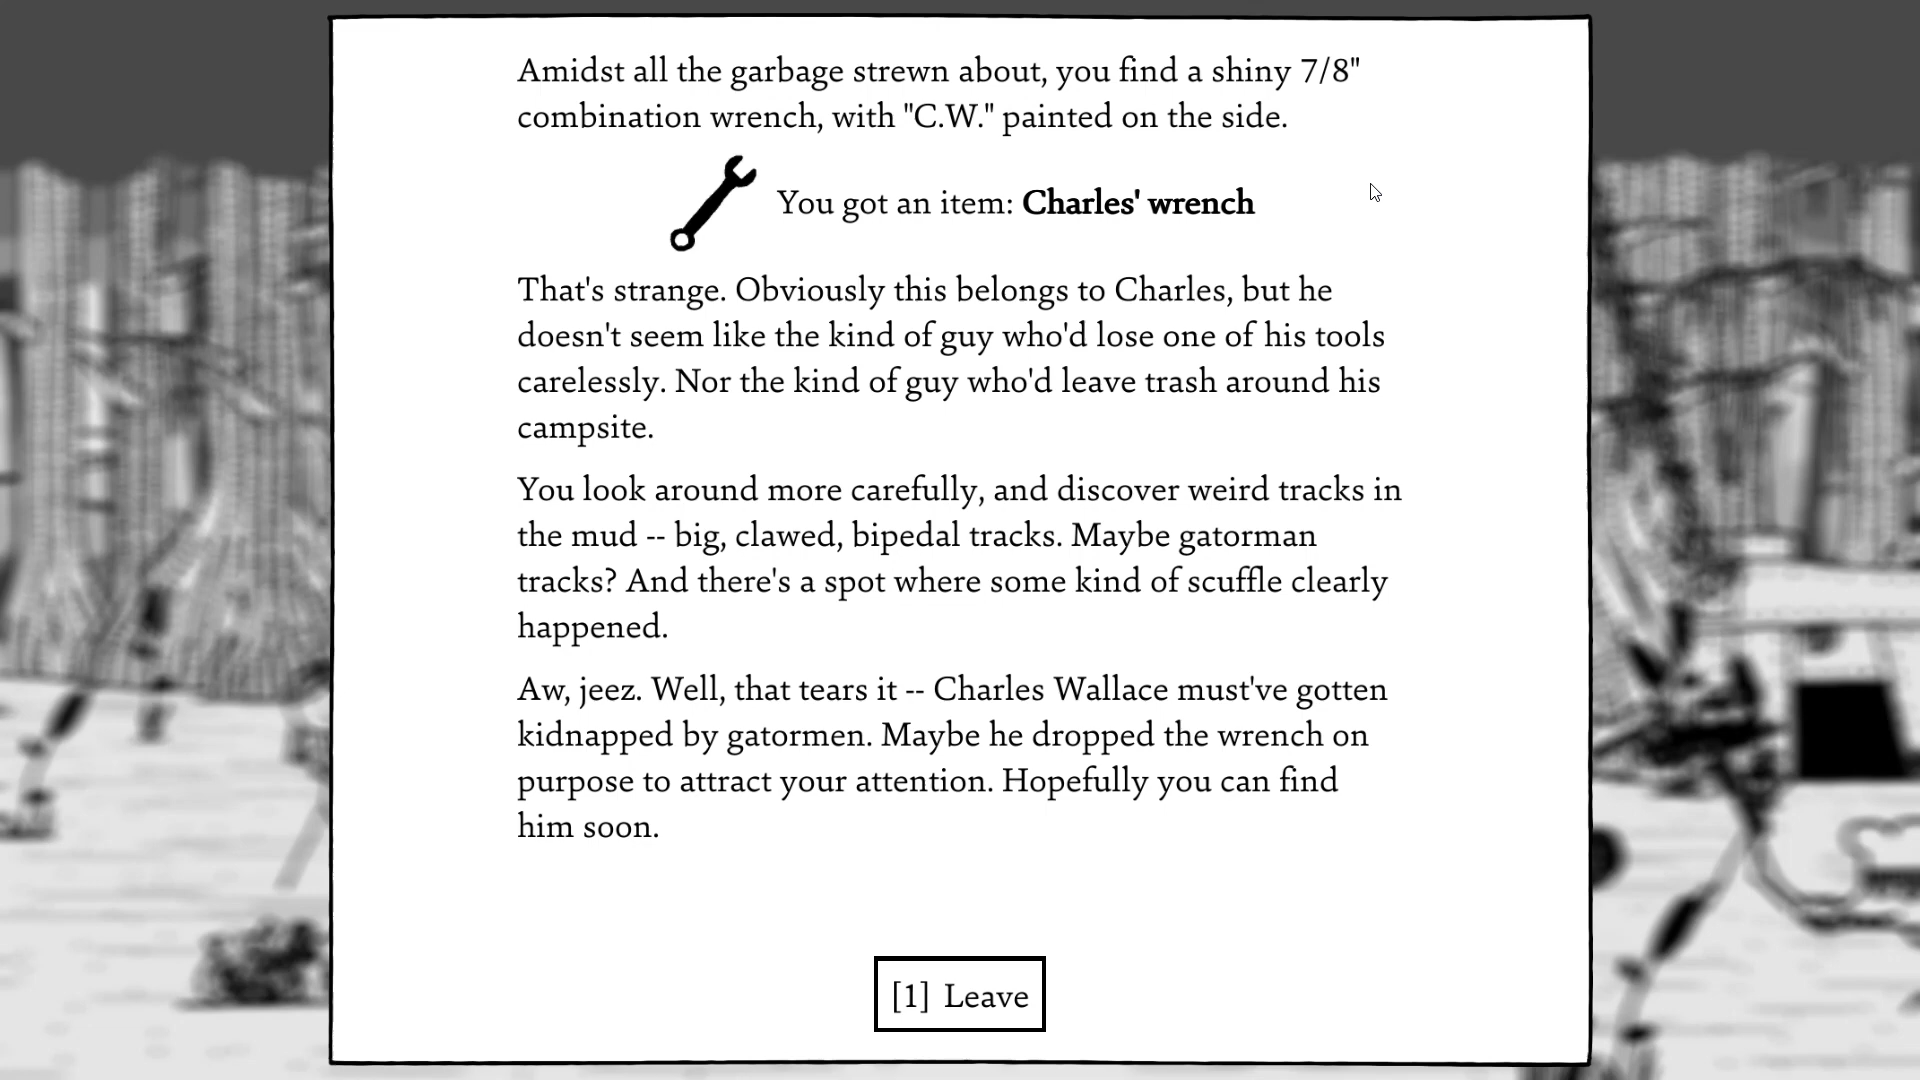 Amidst all the garbage strewn about, you find a shiny 7/8"
combination wrench, with "C.W." painted on the side.
You got an item: Charles' wrench
That's strange. Obviously this belongs to Charles, but he
doesn't seem like the kind of guy who'd lose one of his tools
carelessly. Nor the kind of guy who'd leave trash around his
campsite.
You look around more carefully, and discover weird tracks in
the mud -- big, clawed, bipedal tracks. Maybe gatorman
tracks? And there's a spot where some kind of scuffle clearly
happened.
Aw, jeez. Well, that tears it -- Charles Wallace must've gotten
kidnapped by gatormen. Maybe he dropped the wrench on
purpose to attract your attention. Hopefully you can find
him soon.
[1] Leave